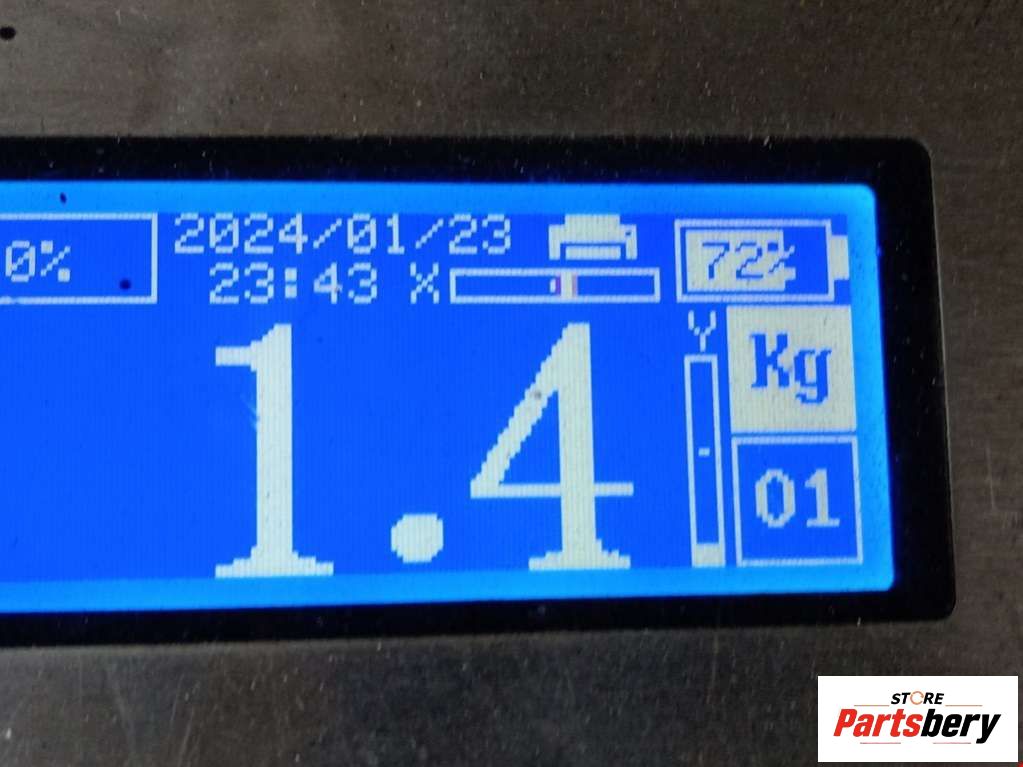 0%
2024/01/23
23:43 X
72%
Y
Kg
1.4
01
STORE
Partsbery